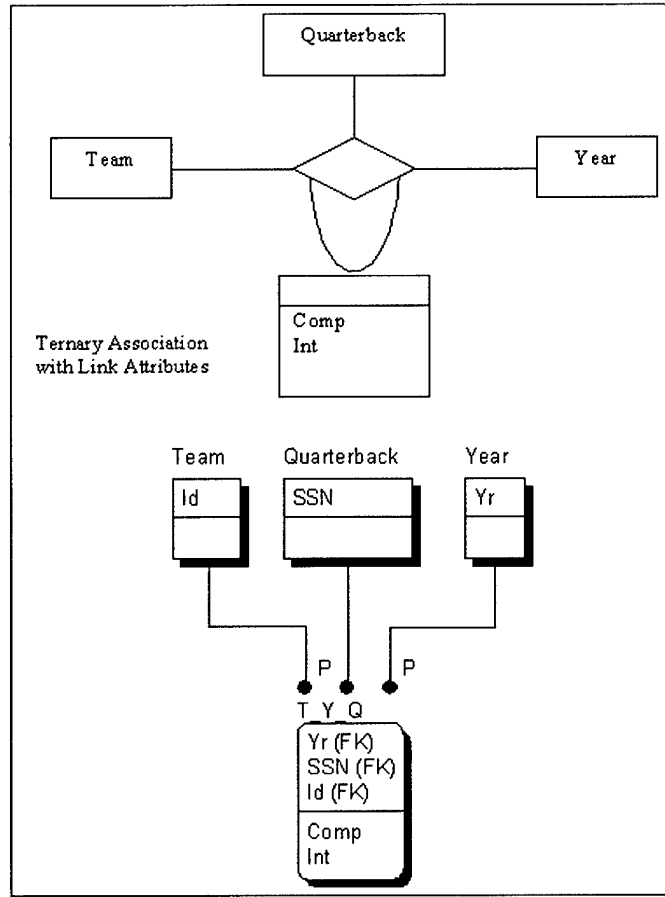 Quarterback
Team
Year
Comp
Int
Ternary Association
with Link Attributes
Team
Quarterback
Year
Id
SSN
Yr
P
P
T_Y_Q
Yr (FK)
SSN (FK)
Id (FK)
Comp
Int